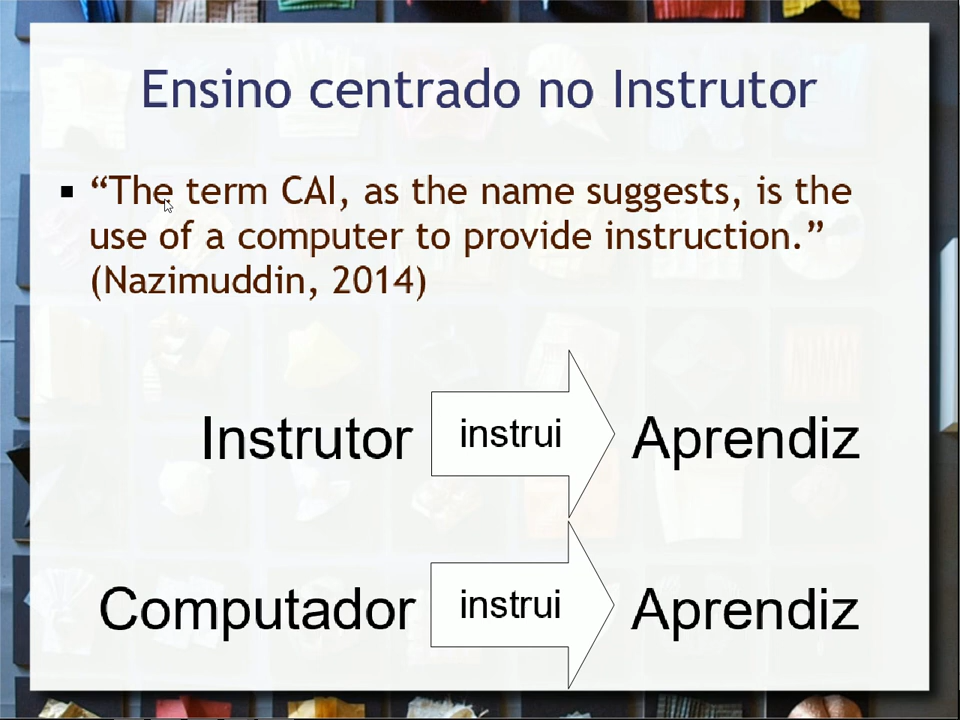 Ensino centrado no Instrutor
“The term CAI, as the name suggests, is the
use of a computer to provide instruction.”
(Nazimuddin, 2014)
Instrutor instrui Aprendiz
Computador instrui Aprendiz